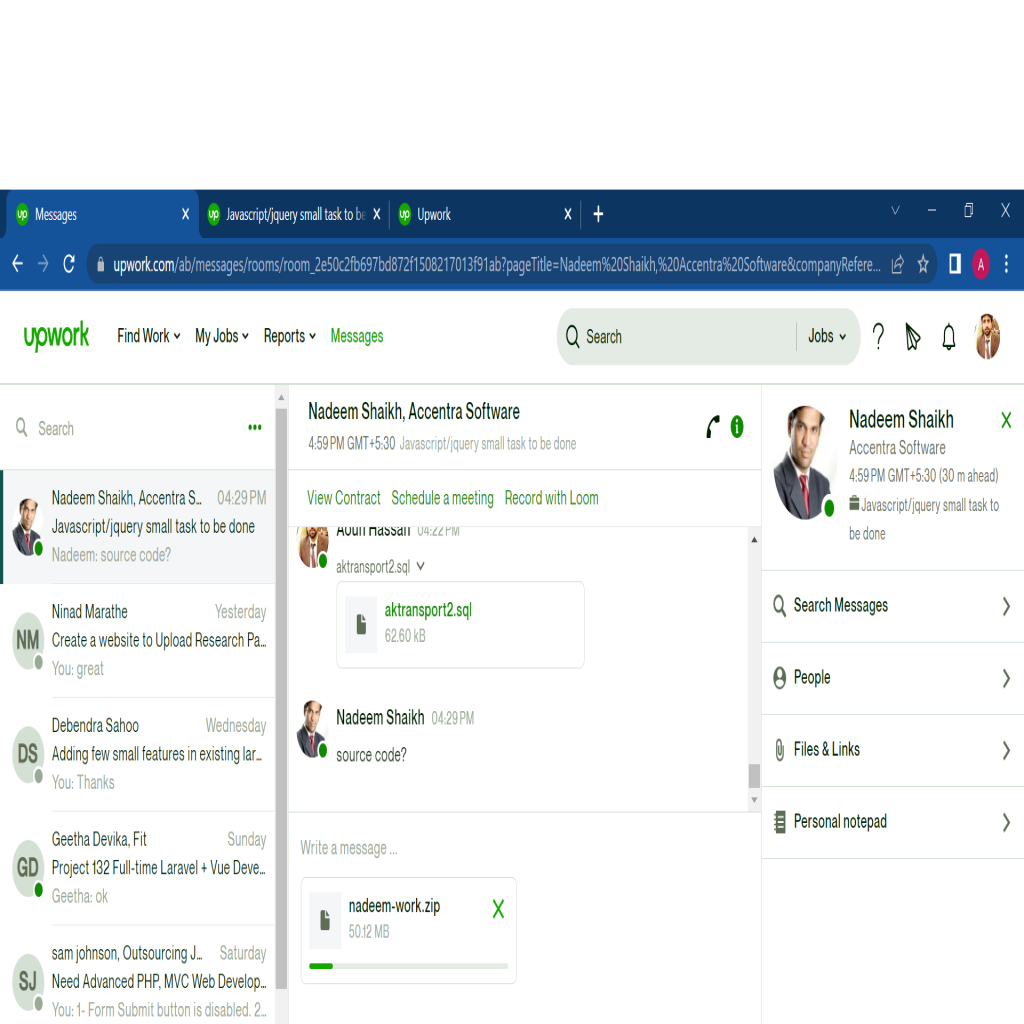 Messages
Javascript/jquery small task to be
Upwork
upwork.com/ab/messages/rooms/room_2e50c2fb697bd872f1508217013f91ab?pageTitle=Nadeem%20Shaikh,%20Accentra%20Software&companyRefere...
A
upwork
Find Work
My Jobs
Reports
Messages
Search
Jobs
?
Search
Nadeem Shaikh, Accentra S... 04:29 PM
Javascript/jquery small task to be done
Nadeem: source code?
NM
Ninad Marathe Yesterday
Create a website to Upload Research Pa...
You: great
DS
Debendra Sahoo Wednesday
Adding few small features in existing lar...
You: Thanks
GD
Geetha Devika, Fit Sunday
Project 132 Full-time Laravel + Vue Deve...
Geetha: ok
SJ
sam johnson, Outsourcing J... Saturday
Need Advanced PHP, MVC Web Develop...
You: 1- Form Submit button is disabled. 2...
Nadeem Shaikh, Accentra Software
4:59 PM GMT+5:30 Javascript/jquery small task to be done
View Contract Schedule a meeting Record with Loom
Abun Hassan 04:22 PM
aktransport2.sql
aktransport2.sql
62.60 kB
Nadeem Shaikh 04:29 PM
source code?
Write a message ...
nadeem-work.zip
50.12 MB
Nadeem Shaikh
Accentra Software
4:59 PM GMT+5:30 (30 m ahead)
Javascript/jquery small task to
be done
Search Messages
People
Files & Links
Personal notepad